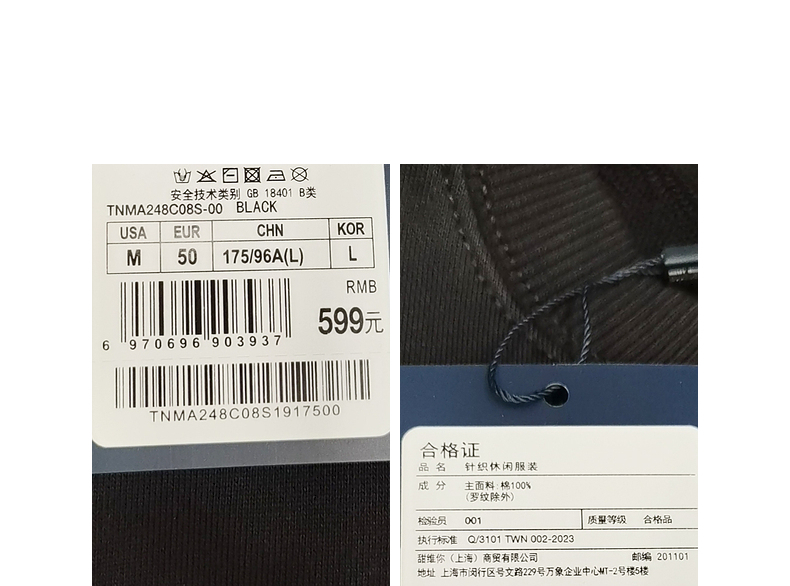 安全技术类别 GB 18401 B类
TNMA248C08S-00 BLACK
USA EUR CHN KOR
M 50 175/96A(L) L
RMB
599元
6 970696 903937
TNMA248C08S1917500
合格证
品名 针织休闲服装
成分 主面料:棉100%
(罗纹除外)
检验员 001 质量等级 合格品
执行标准 Q/3101 TWN 002-2023
甜维你（上海）商贸有限公司 邮编 201101
地址 上海市闵行区号文路229号万象企业中心MT-2号楼5楼